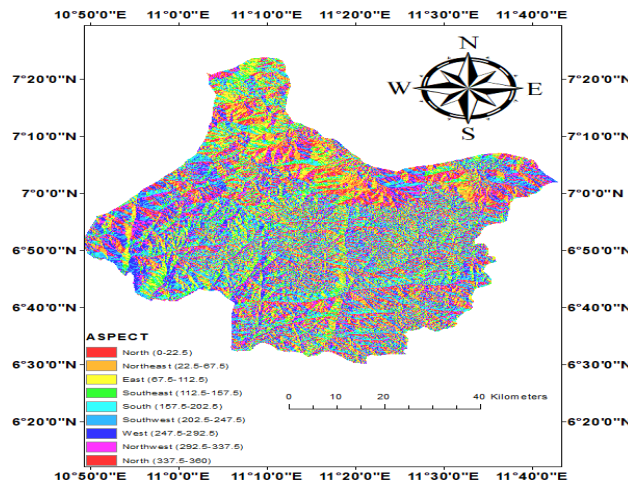 10°50'0"E 11°0'0"E 11°10'0"E 11°20'0"E 11°30'0"E 11°40'0"E
N
7°20'0"N 7°20'0"N
W E
S
7°10'0"N 7°10'0"N
7°0'0"N 7°0'0"N
6°50'0"N 6°50'0"N
6°40'0"N 6°40'0"N
ASPECT
North (0-22.5)
Northeast (22.5-67.5)
6°30'0"N 6°30'0"N
East (67.5-112.5)
Southeast (112.5-157.5)
South (157.5-202.5)
0 10 20 40 Kilometers
Southwest (202.5-247.5)
6°20'0"N 6°20'0"N
West (247.5-292.5)
Northwest (292.5-337.5)
North (337.5-360)
10°50'0"E 11°0'0"E 11°10'0"E 11°20'0"E 11°30'0"E 11°40'0"E